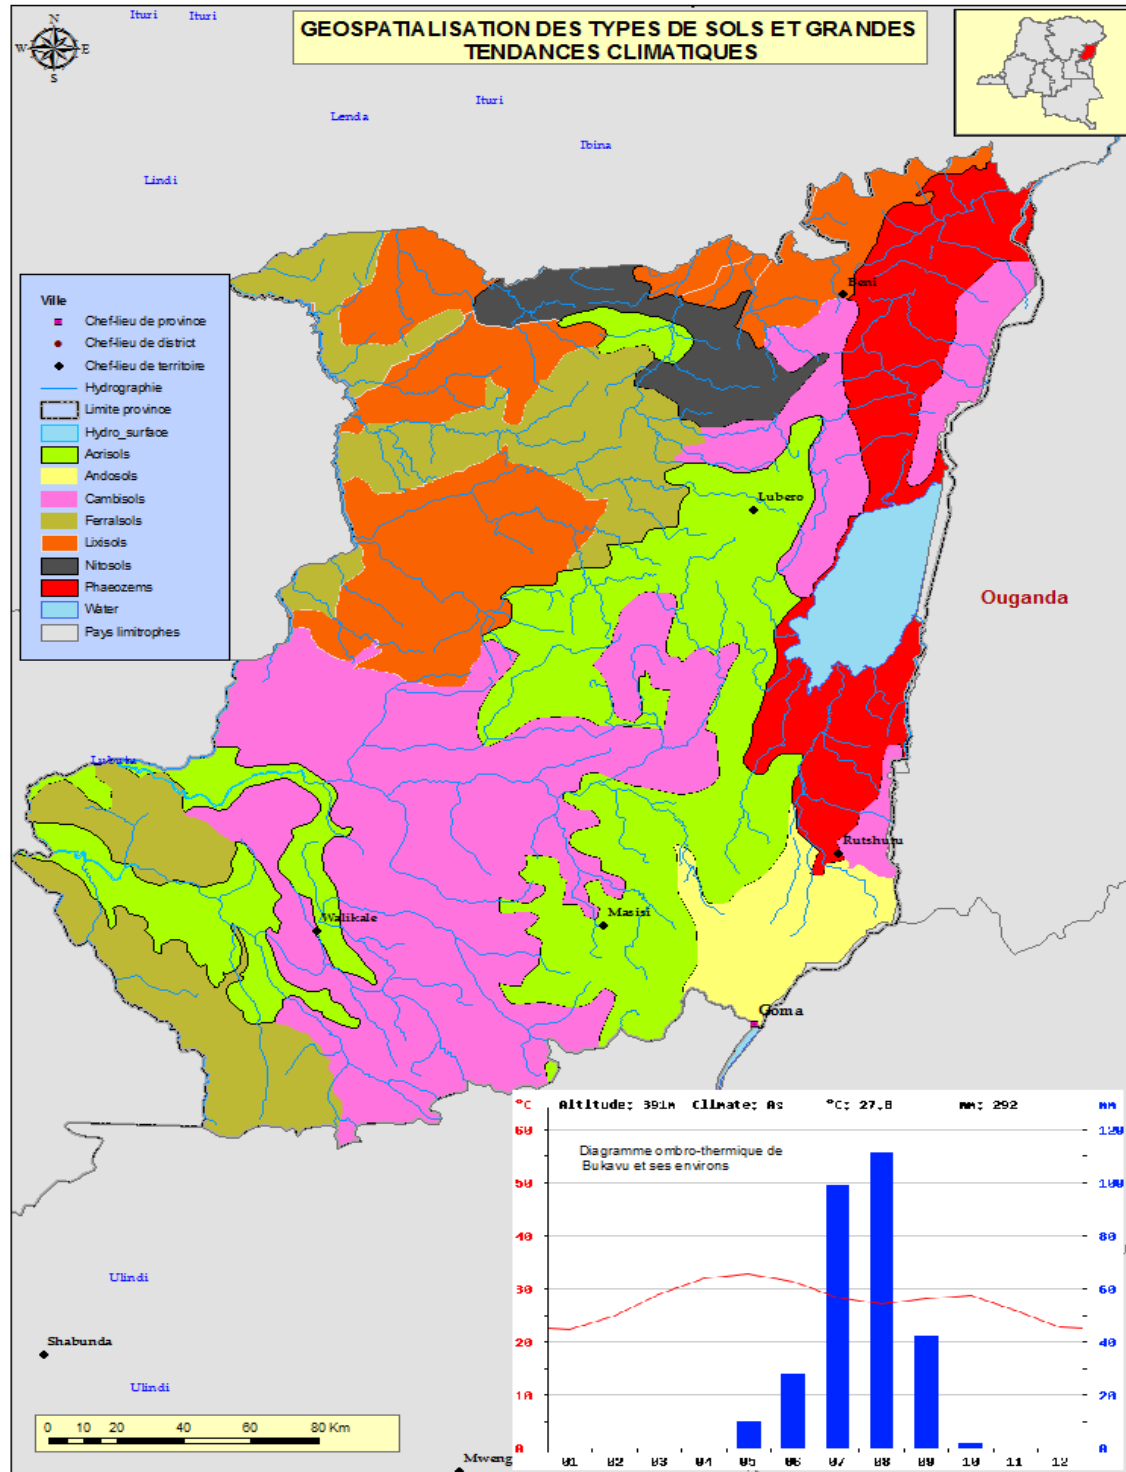 Ituri
Ituri
N
W
E
S
GEOSPATIALISATION DES TYPES DE SOLS ET GRANDES
TENDANCES CLIMATIQUES
Ituri
Lenda
Ibina
Lindi
Beni
Ville
Chef-lieu de province
Chef-lieu de district
Chef-lieu de territoire
Hydrographie
Limite province
Hydro_surface
Acrisols
Andosols
Cambisols
Ferralsols
Lixisols
Nitosols
Phaeozems
Water
Pays limitrophes
Lubero
Ouganda
Lubutu
Rutshuru
Masisi
Walikale
Goma
°C Altitude: 391m Climate: As °C: 27.8 mm: 292 mm
Diagramme ombro-thermique de
Bukavu et ses environs
60 120
50 100
40 80
30 60
20 40
10 20
0 0
01 02 03 04 05 06 07 08 09 10 11 12
Ulindi
Shabunda
Ulindi
0 10 20 40 60 80 Km
Mweng